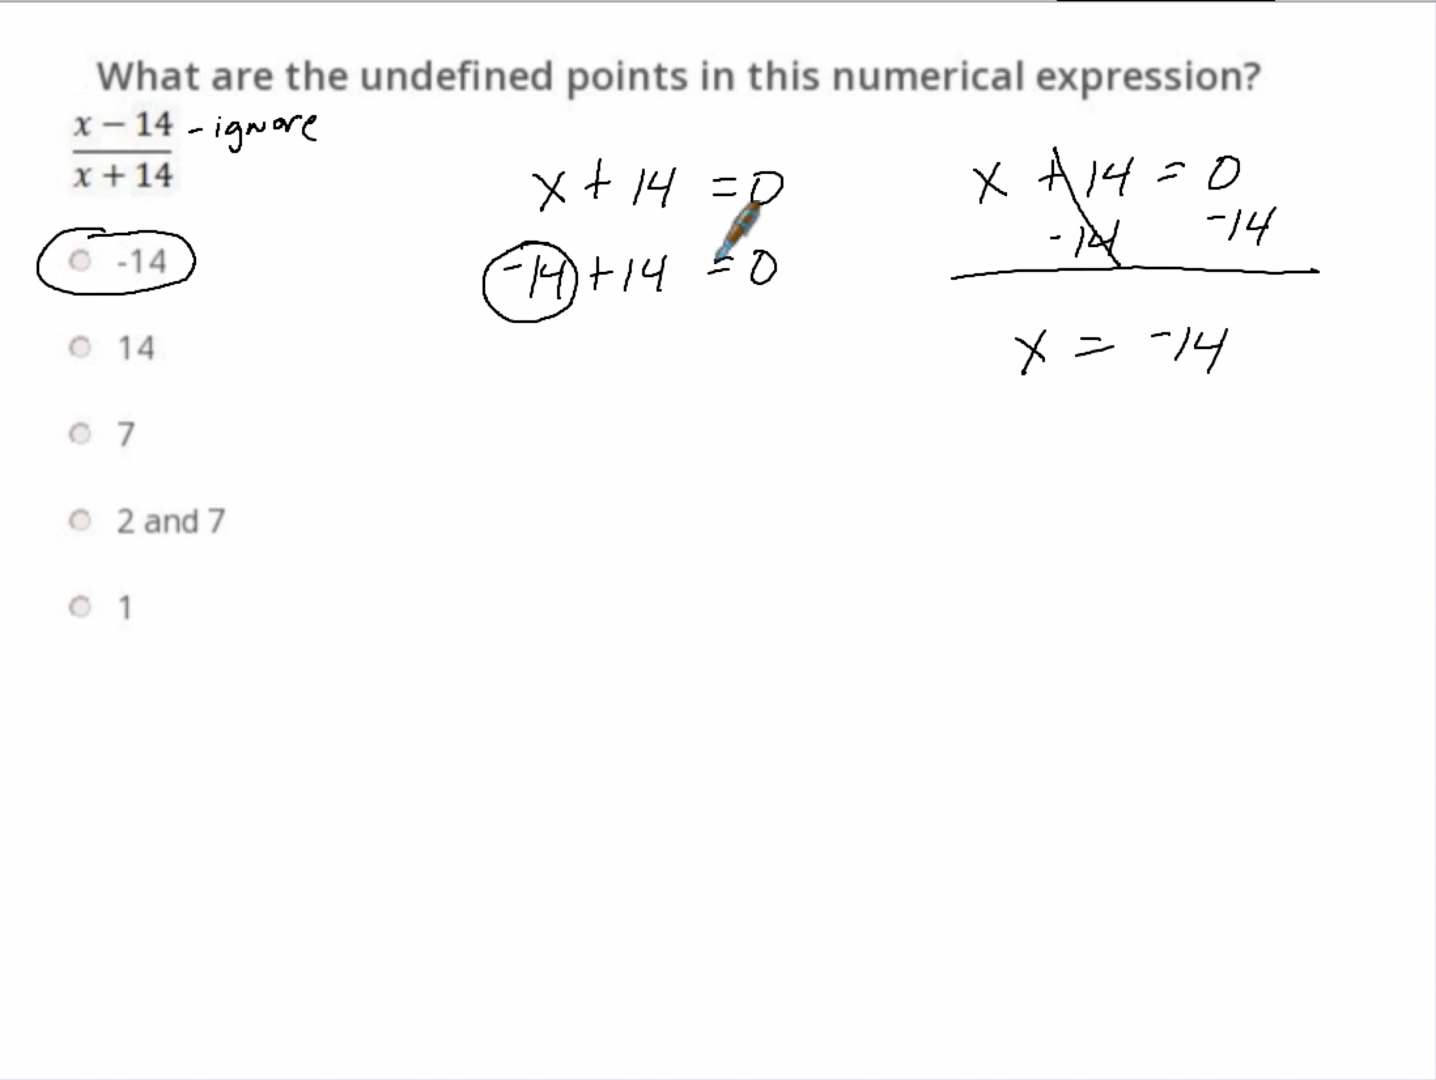 What are the undefined points in this numerical expression?
x − 14 - ignore
x + 14
-14
14
7
2 and 7
1
x + 14 = 0
-14 + 14 = 0
x + 14 = 0
-14 -14
x = -14